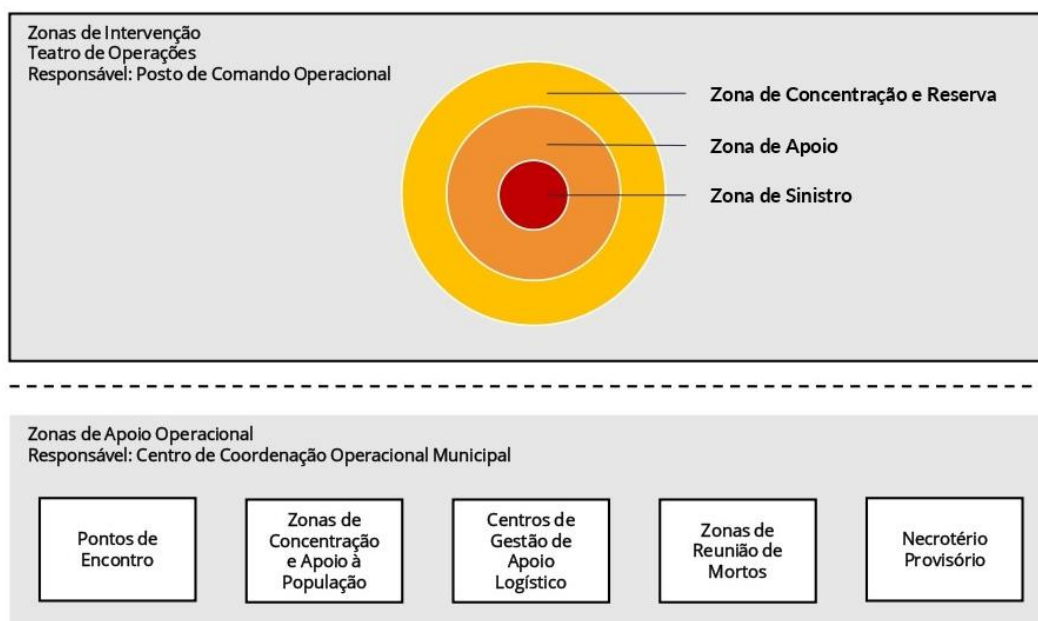 Zonas de Intervenção
Teatro de Operações
Responsável: Posto de Comando Operacional
Zona de Concentração e Reserva
Zona de Apoio
Zona de Sinistro
Zonas de Apoio Operacional
Responsável: Centro de Coordenação Operacional Municipal
Pontos de
Encontro
Zonas de
Concentração
e Apoio à
População
Centros de
Gestão de
Apoio
Logístico
Zonas de
Reunião de
Mortos
Necrotério
Provisório